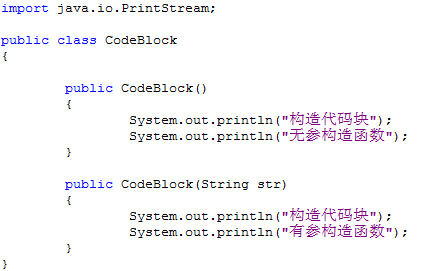 import java.io.PrintStream;
public class CodeBlock
{
public CodeBlock()
{
System.out.println("构造代码块");
System.out.println("无参构造函数");
}
public CodeBlock(String str)
{
System.out.println("构造代码块");
System.out.println("有参构造函数");
}
}